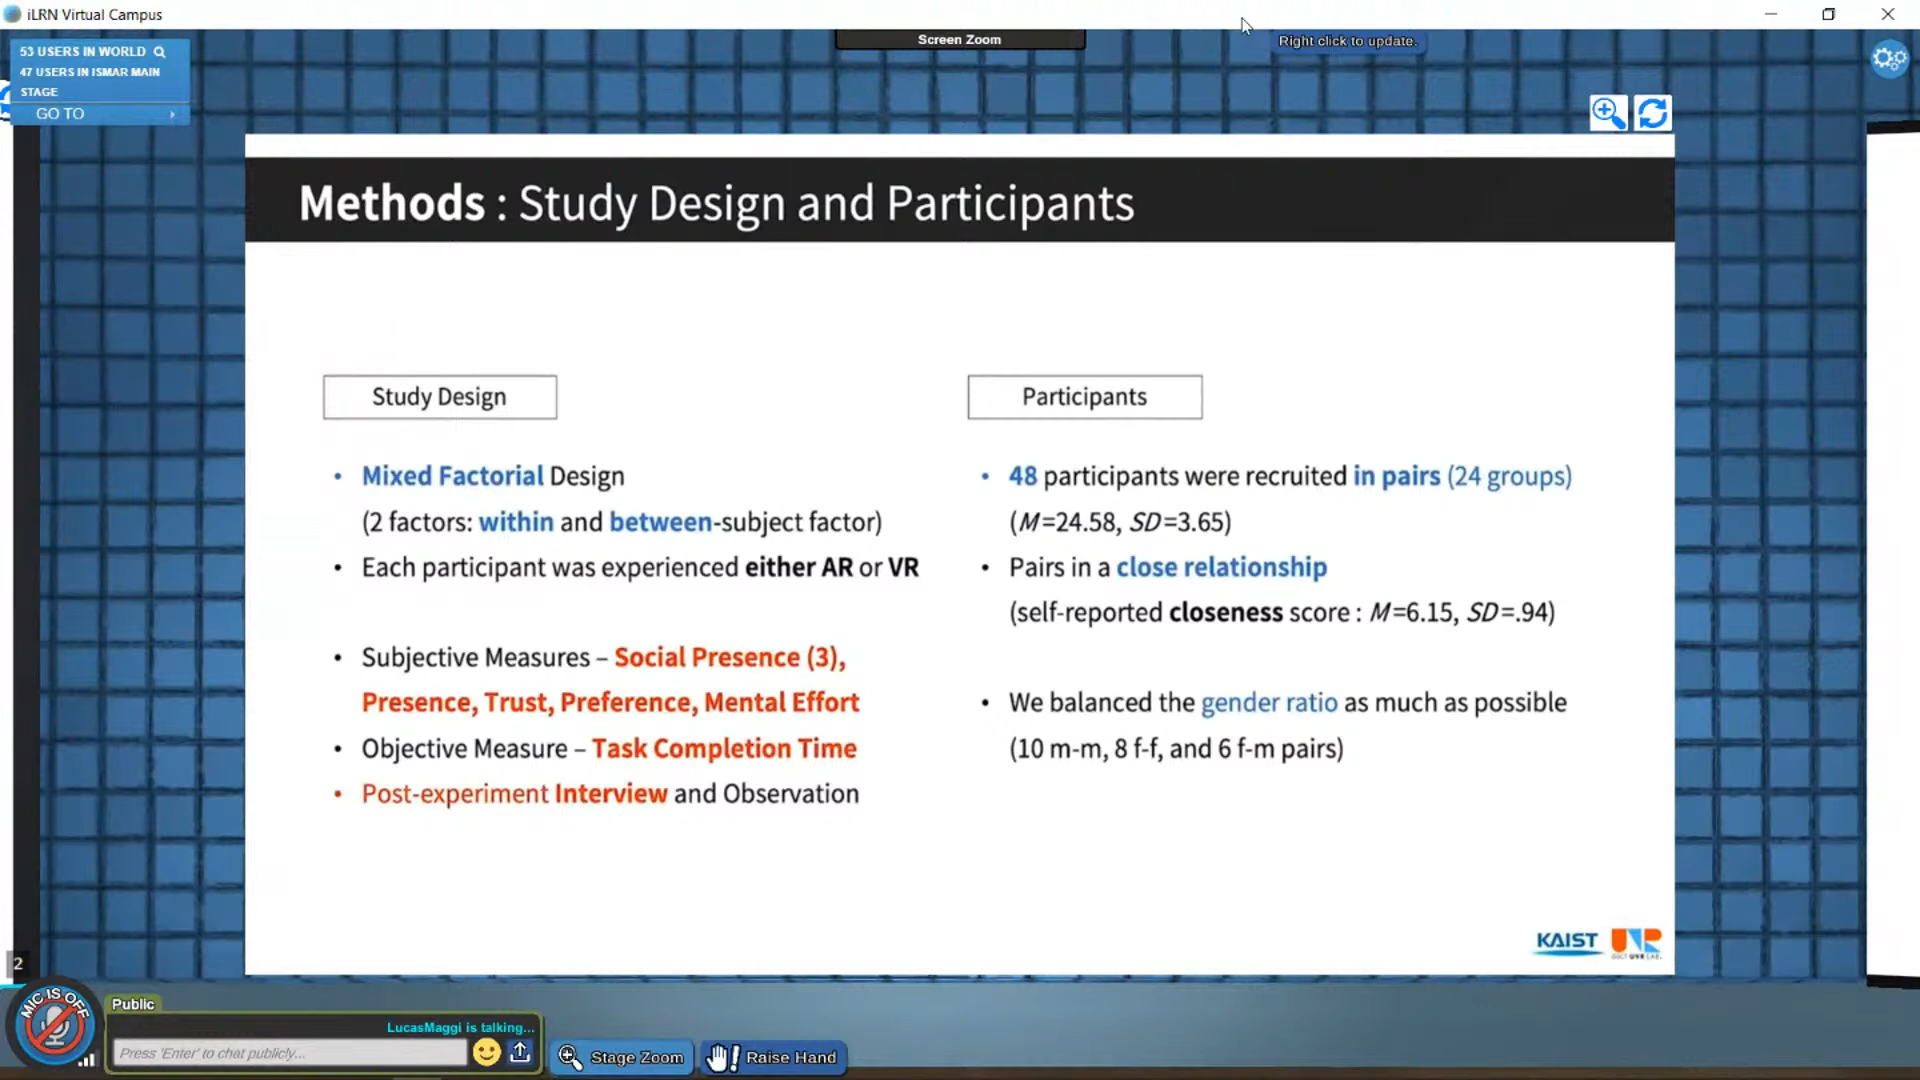 iLRN Virtual Campus
53 USERS IN WORLD
47 USERS IN ISMAR MAIN
STAGE
GO TO
Screen Zoom
Right click to update.
Methods : Study Design and Participants
Study Design
• Mixed Factorial Design
(2 factors: within and between-subject factor)
• Each participant was experienced either AR or VR
• Subjective Measures – Social Presence (3),
Presence, Trust, Preference, Mental Effort
• Objective Measure – Task Completion Time
• Post-experiment Interview and Observation
Participants
• 48 participants were recruited in pairs (24 groups)
(M=24.58, SD=3.65)
• Pairs in a close relationship
(self-reported closeness score : M=6.15, SD=.94)
• We balanced the gender ratio as much as possible
(10 m-m, 8 f-f, and 6 f-m pairs)
KAIST
UVR
2
MIC IS OFF
Public
LucasMaggi is talking...
Press 'Enter' to chat publicly...
Stage Zoom
Raise Hand